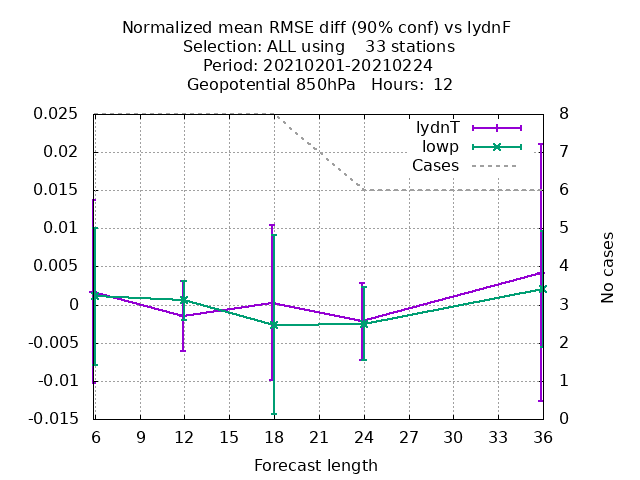 Normalized mean RMSE diff (90% conf) vs lydnF
Selection: ALL using    33 stations
Period: 20210201-20210224
Geopotential 850hPa   Hours:  12
0.025
0.02
0.015
0.01
0.005
0
-0.005
-0.01
-0.015
lydnT
lowp
Cases
8
7
6
5
4
3
2
1
0
No cases
6 9 12 15 18 21 24 27 30 33 36
Forecast length